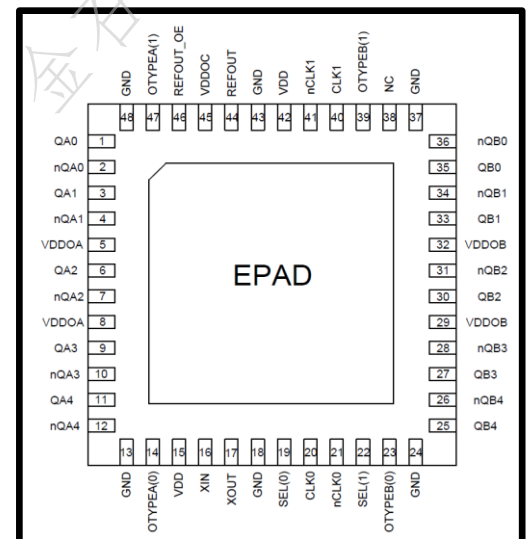 金石
GND
OTYPEA(1)
REFOUT_OE
VDDOC
REFOUT
GND
VDD
nCLK1
CLK1
OTYPEB(1)
NC
GND
48 47 46 45 44 43 42 41 40 39 38 37
QA0 1 36 nQB0
nQA0 2 35 QB0
QA1 3 34 nQB1
nQA1 4 33 QB1
VDDOA 5 32 VDDOB
QA2 6 31 nQB2
EPAD
nQA2 7 30 QB2
VDDOA 8 29 VDDOB
QA3 9 28 nQB3
nQA3 10 27 QB3
QA4 11 26 nQB4
nQA4 12 25 QB4
13 14 15 16 17 18 19 20 21 22 23 24
GND
OTYPEA(0)
VDD
XIN
XOUT
GND
SEL(0)
CLK0
nCLK0
SEL(1)
OTYPEB(0)
GND